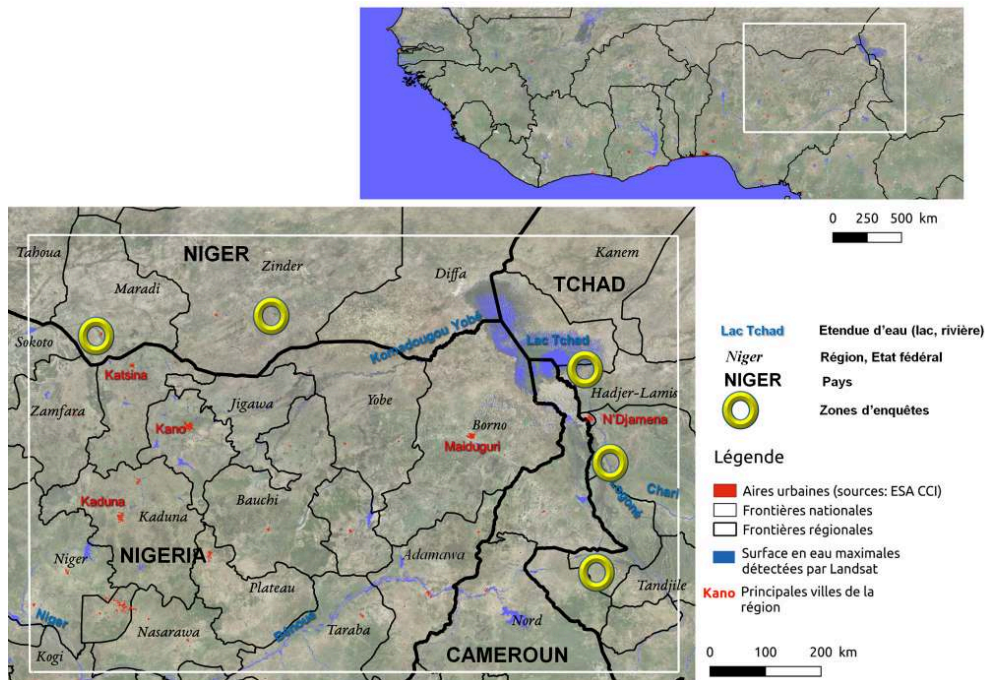 0 250 500 km
NIGER
TCHAD
NIGERIA
CAMEROUN
Tahoua
Maradi
Zinder
Diffa
Kanem
Sokoto
Komadougou Yobé
Lac Tchad
Hadjer-Lamis
Katsina
Zamfara
Jigawa
Yobe
Borno
N'Djamena
Kano
Maiduguri
Logoné
Chari
Kaduna
Kaduna
Bauchi
Niger
Adamawa
Tandjile
Plateau
Nasarawa
Bénoué
Taraba
Nord
Niger
Kogi
Lac Tchad Etendue d'eau (lac, rivière)
Niger Région, Etat fédéral
NIGER Pays
Zones d'enquêtes
Légende
Aires urbaines (sources: ESA CCI)
Frontières nationales
Frontières régionales
Surface en eau maximales
détectées par Landsat
Kano Principales villes de la
région
0 100 200 km